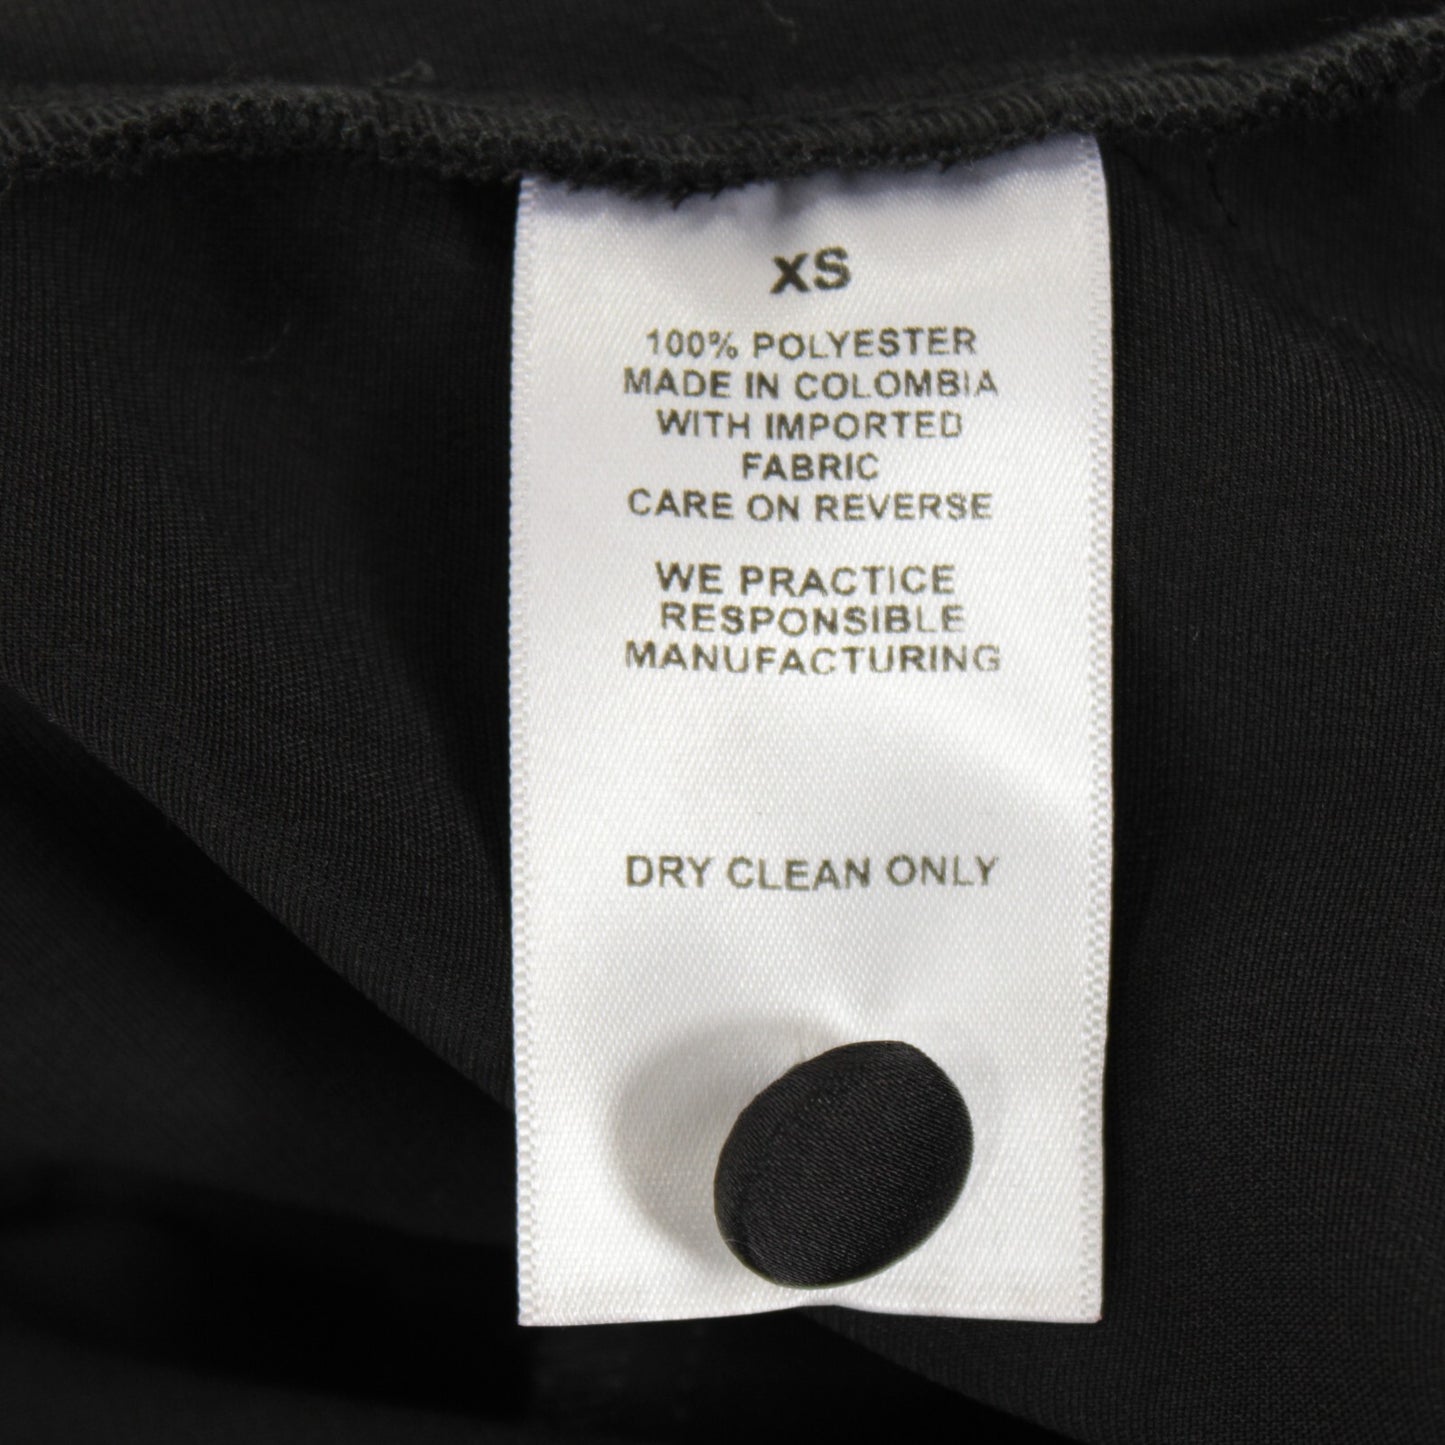 XS
100% POLYESTER
MADE IN COLOMBIA
WITH IMPORTED
FABRIC
CARE ON REVERSE
WE PRACTICE
RESPONSIBLE
MANUFACTURING
DRY CLEAN ONLY